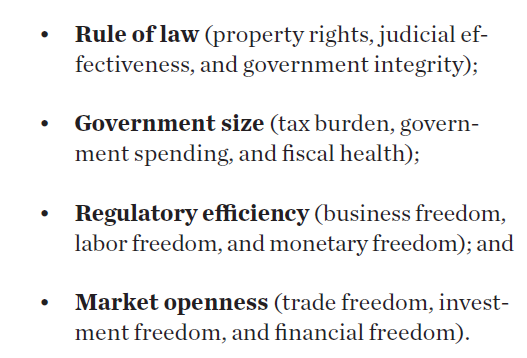 • Rule of law (property rights, judicial ef-
fectiveness, and government integrity);
• Government size (tax burden, govern-
ment spending, and fiscal health);
• Regulatory efficiency (business freedom,
labor freedom, and monetary freedom); and
• Market openness (trade freedom, invest-
ment freedom, and financial freedom).